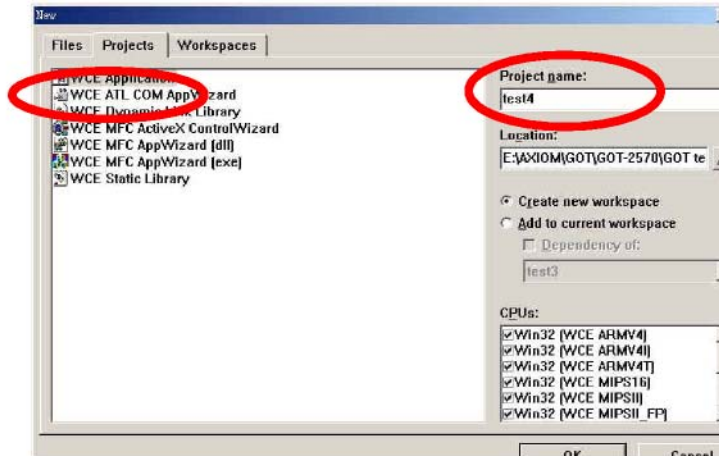 New
Files Projects Workspaces
WCE Application
WCE ATL COM AppWizard
WCE Dynamic Link Library
WCE MFC ActiveX ControlWizard
WCE MFC AppWizard (dll)
WCE MFC AppWizard (exe)
WCE Static Library
Project name:
test4
Location:
E:\AXIOM\GOT\GOT-2570\GOT te
Create new workspace
Add to current workspace
Dependency of:
test3
CPUs:
Win32 (WCE ARMV4)
Win32 (WCE ARMV4I)
Win32 (WCE ARMV4T)
Win32 (WCE MIPS16)
Win32 (WCE MIPSII)
Win32 (WCE MIPSII_FP)
OK Cancel